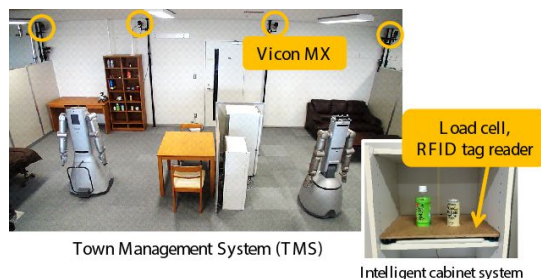 Vicon MX
Load cell,
RFID tag reader
Town Management System (TMS)
Intelligent cabinet system